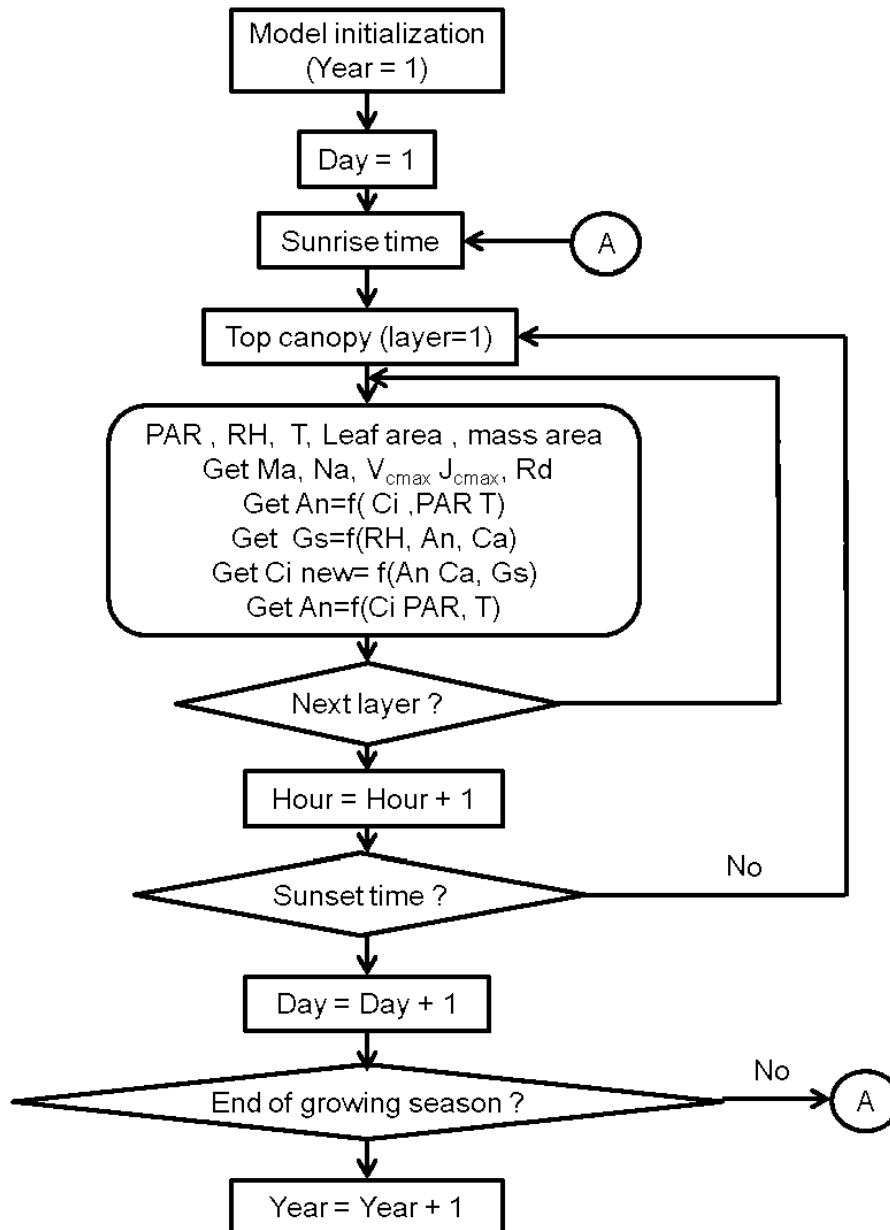 Model initialization
(Year = 1)
Day = 1
Sunrise time
A
Top canopy (layer=1)
PAR , RH, T, Leaf area , mass area
Get Ma, Na, Vcmax Jcmax, Rd
Get An=f( Ci ,PAR T)
Get Gs=f(RH, An, Ca)
Get Ci new= f(An Ca, Gs)
Get An=f(Ci PAR, T)
Next layer ?
Hour = Hour + 1
No
Sunset time ?
Day = Day + 1
No
End of growing season ?
A
Year = Year + 1